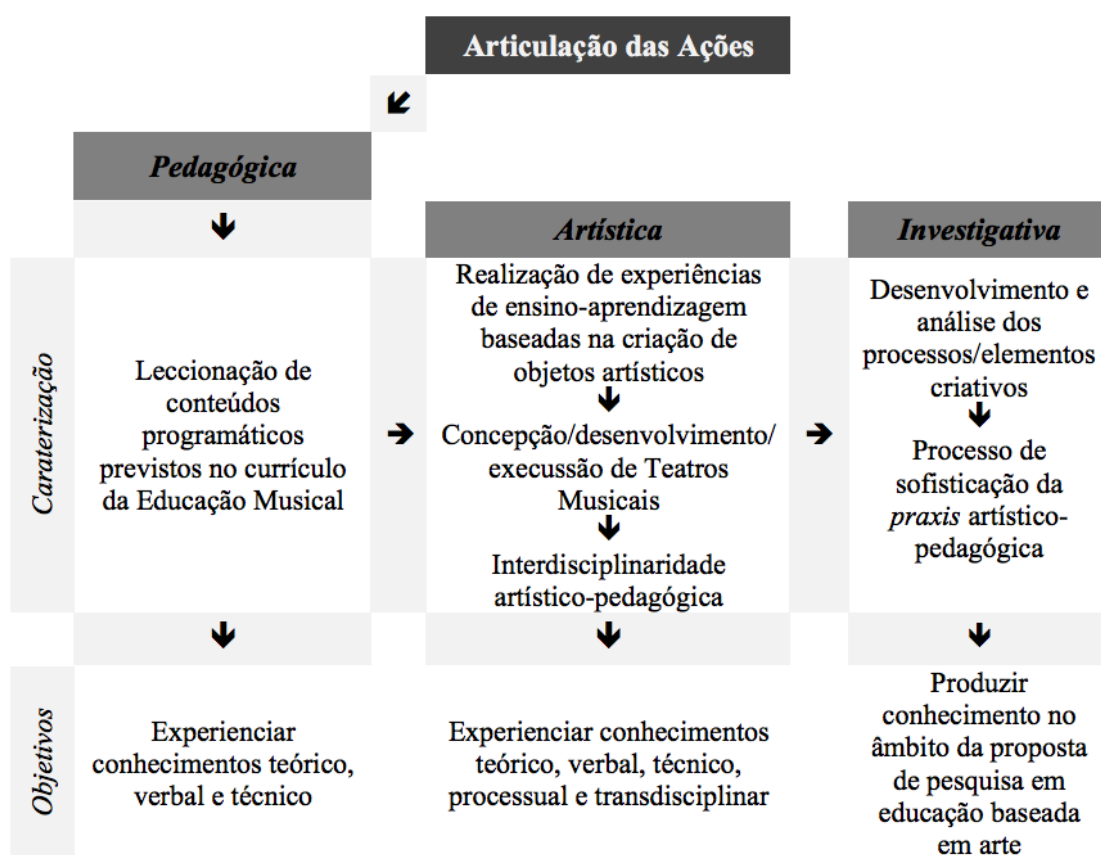 Articulação das Ações
Pedagógica
Artística
Investigativa
Caraterização
Leccionação de
conteúdos
programáticos
previstos no currículo
da Educação Musical
Realização de experiências
de ensino-aprendizagem
baseadas na criação de
objetos artísticos
Concepção/desenvolvimento/
execussão de Teatros
Musicais
Interdisciplinaridade
artístico-pedagógica
Desenvolvimento e
análise dos
processos/elementos
criativos
Processo de
sofisticação da
praxis artístico-
pedagógica
Objetivos
Experienciar
conhecimentos teórico,
verbal e técnico
Experienciar conhecimentos
teórico, verbal, técnico,
processual e transdisciplinar
Produzir
conhecimento no
âmbito da proposta
de pesquisa em
educação baseada
em arte